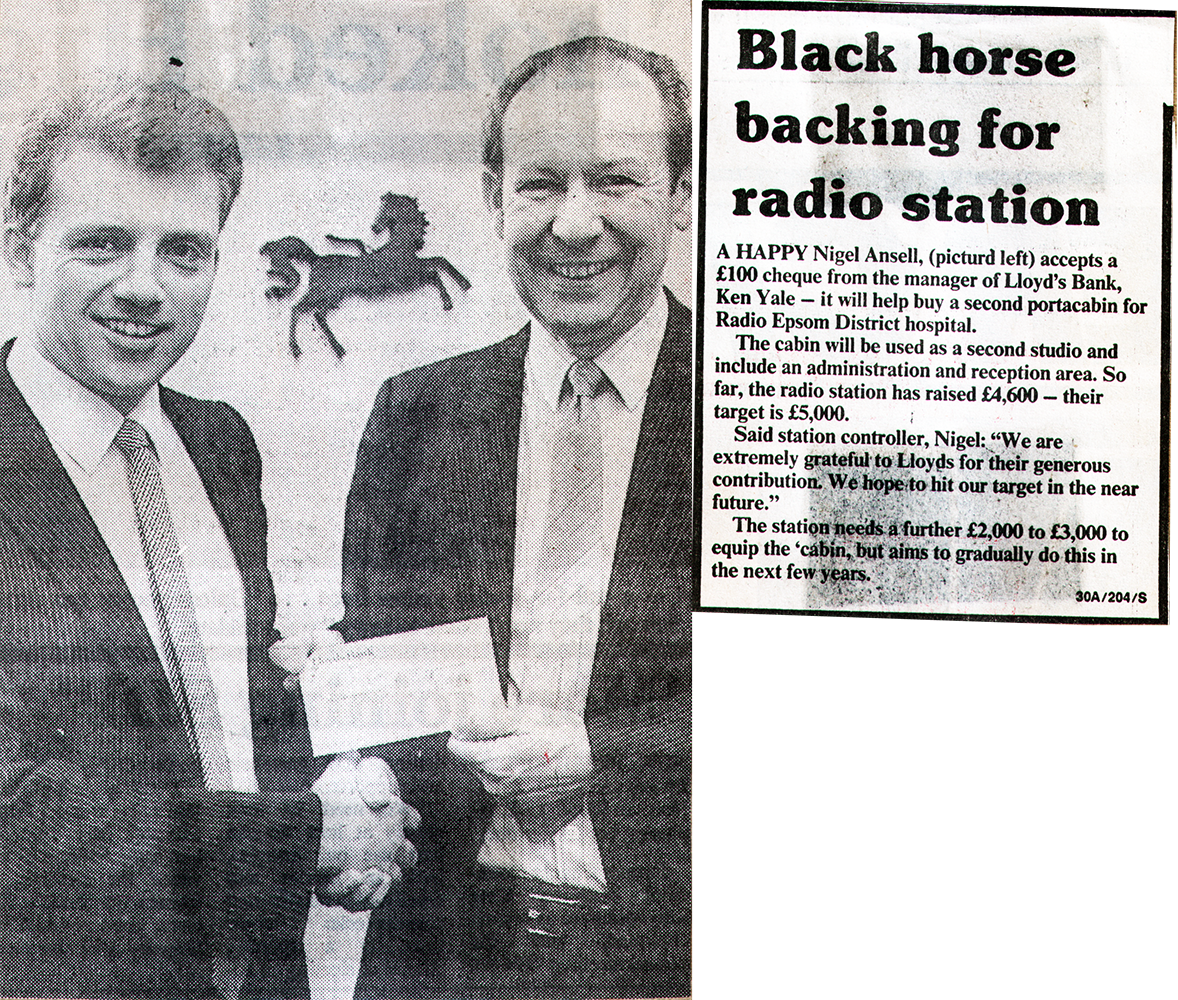 Black horse
backing for
radio station
A HAPPY Nigel Ansell, (picturd left) accepts a
£100 cheque from the manager of Lloyd's Bank,
Ken Yale — it will help buy a second portacabin for
Radio Epsom District hospital.
The cabin will be used as a second studio and
include an administration and reception area. So
far, the radio station has raised £4,600 — their
target is £5,000.
Said station controller, Nigel: “We are
extremely grateful to Lloyds for their generous
contribution. We hope to hit our target in the near
future.”
The station needs a further £2,000 to £3,000 to
equip the ‘cabin, but aims to gradually do this in
the next few years.
30A/204/S
Lloyds Bank